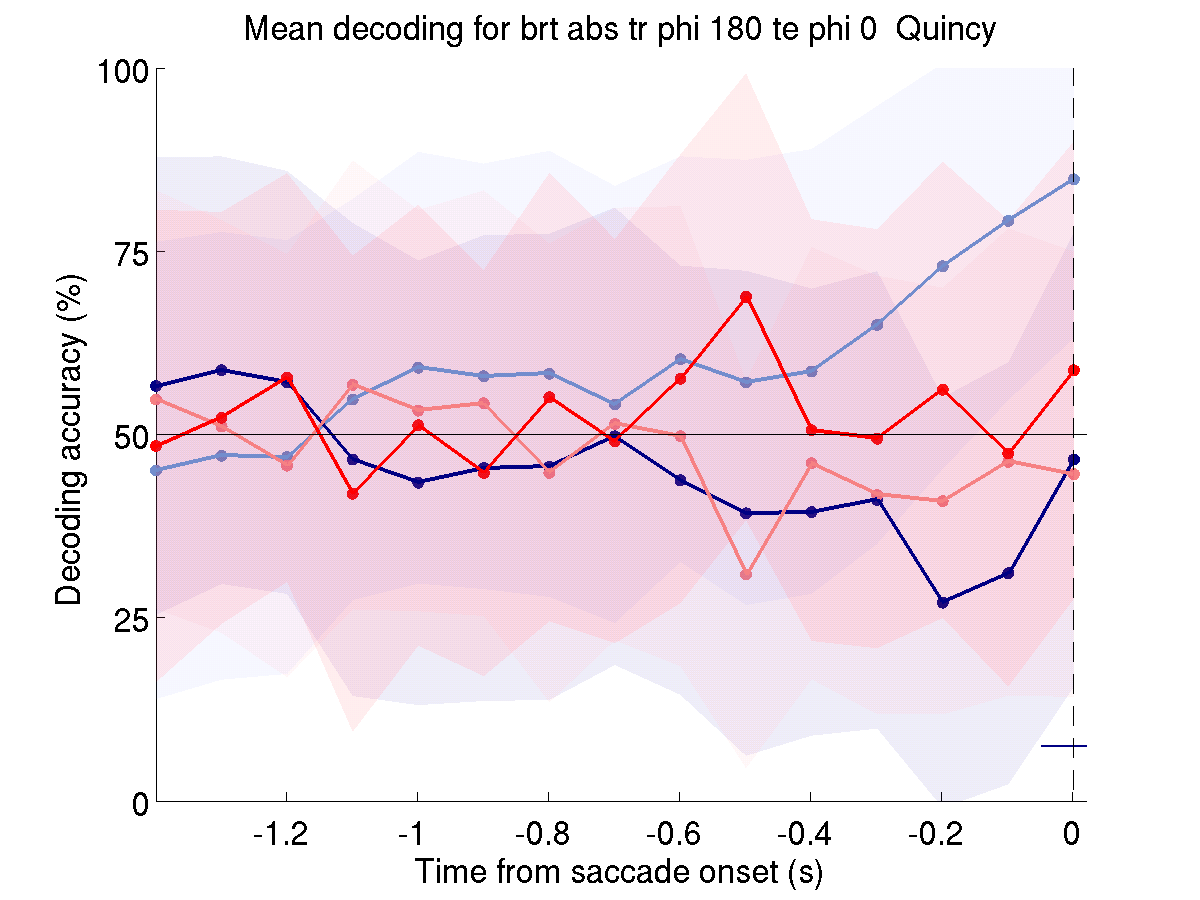 Mean decoding for brt abs tr phi 180 te phi 0  Quincy
100
75
50
25
0
Decoding accuracy (%)
-1.2 -1 -0.8 -0.6 -0.4 -0.2 0
Time from saccade onset (s)